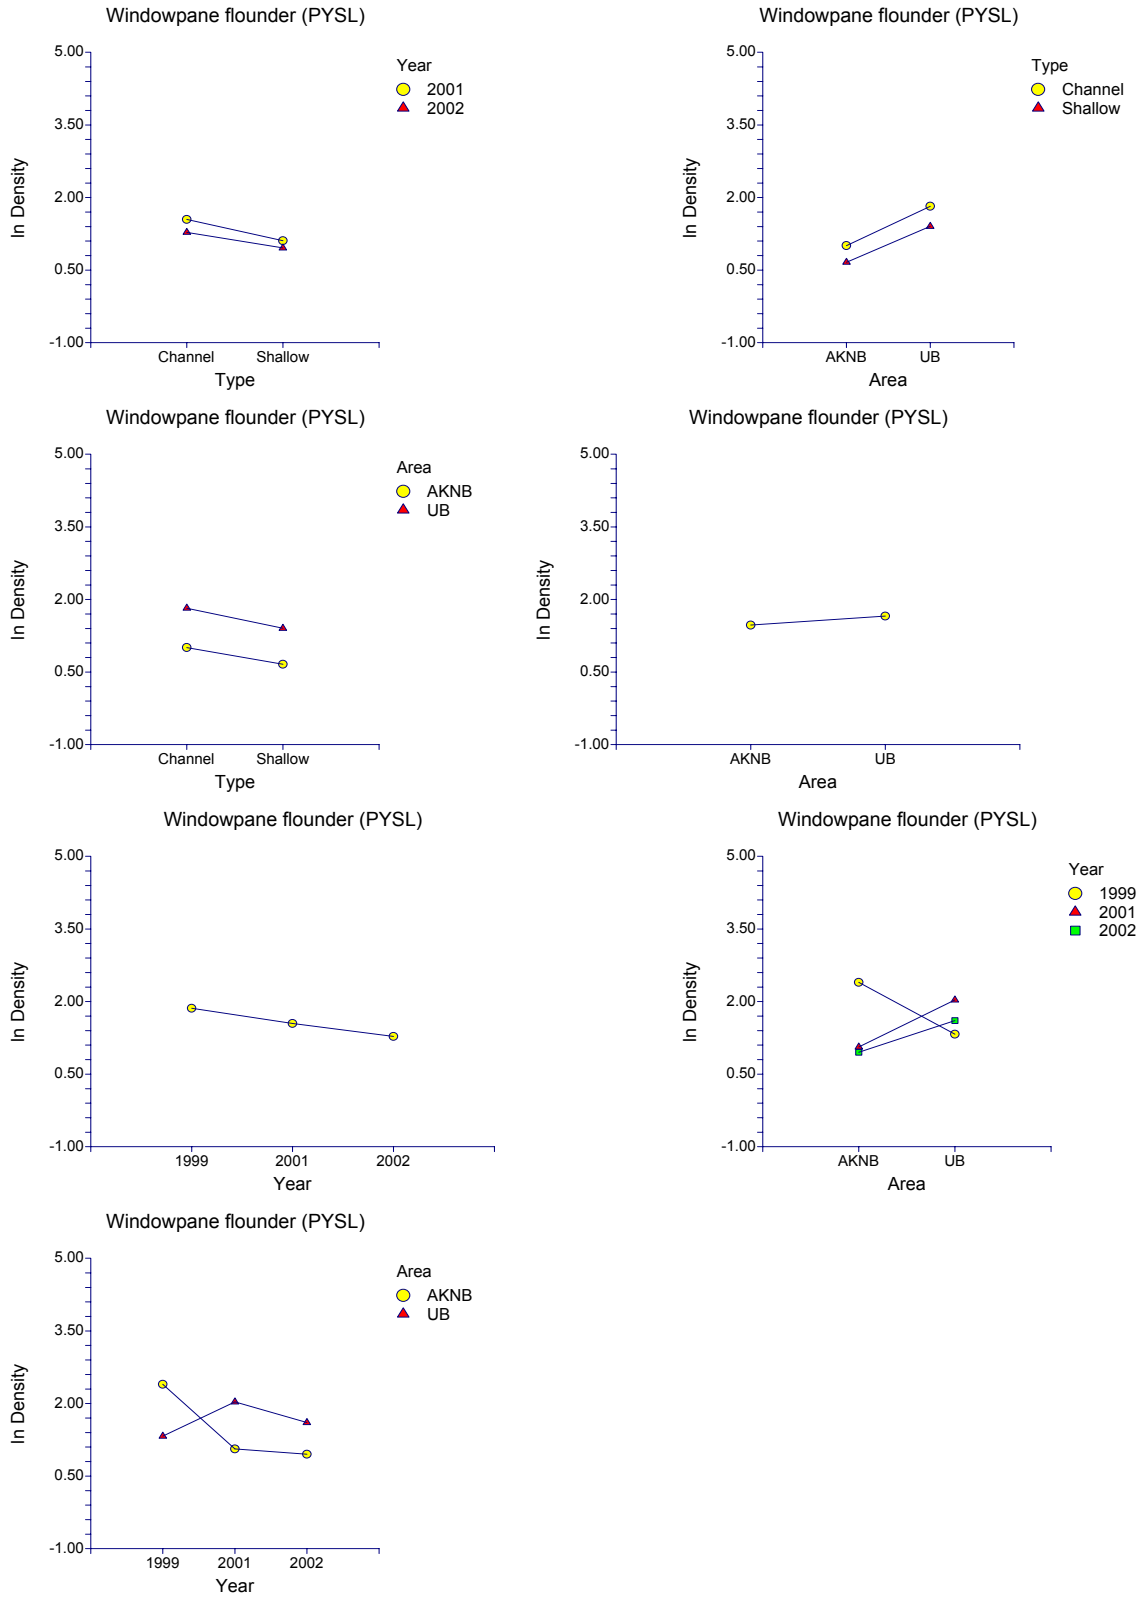 Windowpane flounder (PYSL)
5.00
3.50
2.00
0.50
-1.00
ln Density
Channel Shallow
Type
Year
2001
2002
Windowpane flounder (PYSL)
5.00
3.50
2.00
0.50
-1.00
ln Density
AKNB UB
Area
Type
Channel
Shallow
Windowpane flounder (PYSL)
5.00
3.50
2.00
0.50
-1.00
ln Density
Channel Shallow
Type
Area
AKNB
UB
Windowpane flounder (PYSL)
5.00
3.50
2.00
0.50
-1.00
ln Density
AKNB UB
Area
Windowpane flounder (PYSL)
5.00
3.50
2.00
0.50
-1.00
ln Density
1999 2001 2002
Year
Windowpane flounder (PYSL)
5.00
3.50
2.00
0.50
-1.00
ln Density
AKNB UB
Area
Year
1999
2001
2002
Windowpane flounder (PYSL)
5.00
3.50
2.00
0.50
-1.00
ln Density
1999 2001 2002
Year
Area
AKNB
UB